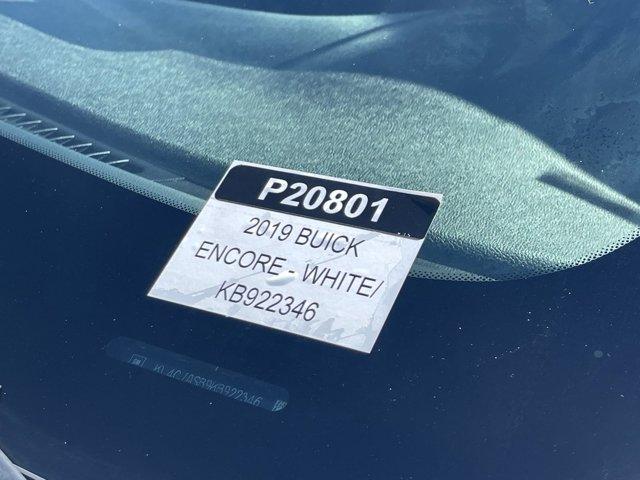 P20801
2019 BUICK
ENCORE - WHITE/
KB922346